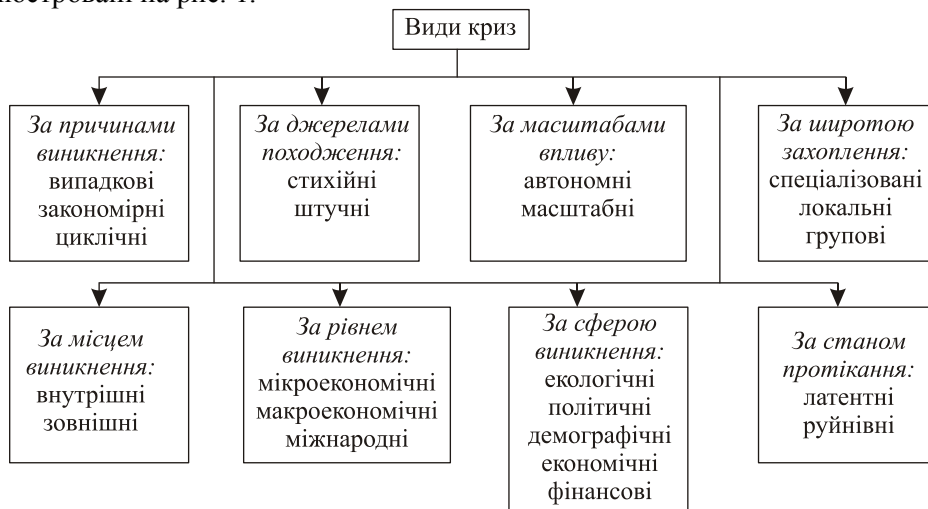 на рис. 1.
Види криз
За причинами
виникнення:
випадкові
закономірні
циклічні
За джерелами
походження:
стихійні
штучні
За масштабами
впливу:
автономні
масштабні
За широтою
захоплення:
спеціалізовані
локальні
групові
За місцем
виникнення:
внутрішні
зовнішні
За рівнем
виникнення:
мікроекономічні
макроекономічні
міжнародні
За сферою
виникнення:
екологічні
політичні
демографічні
економічні
фінансові
За станом
протікання:
латентні
руйнівні